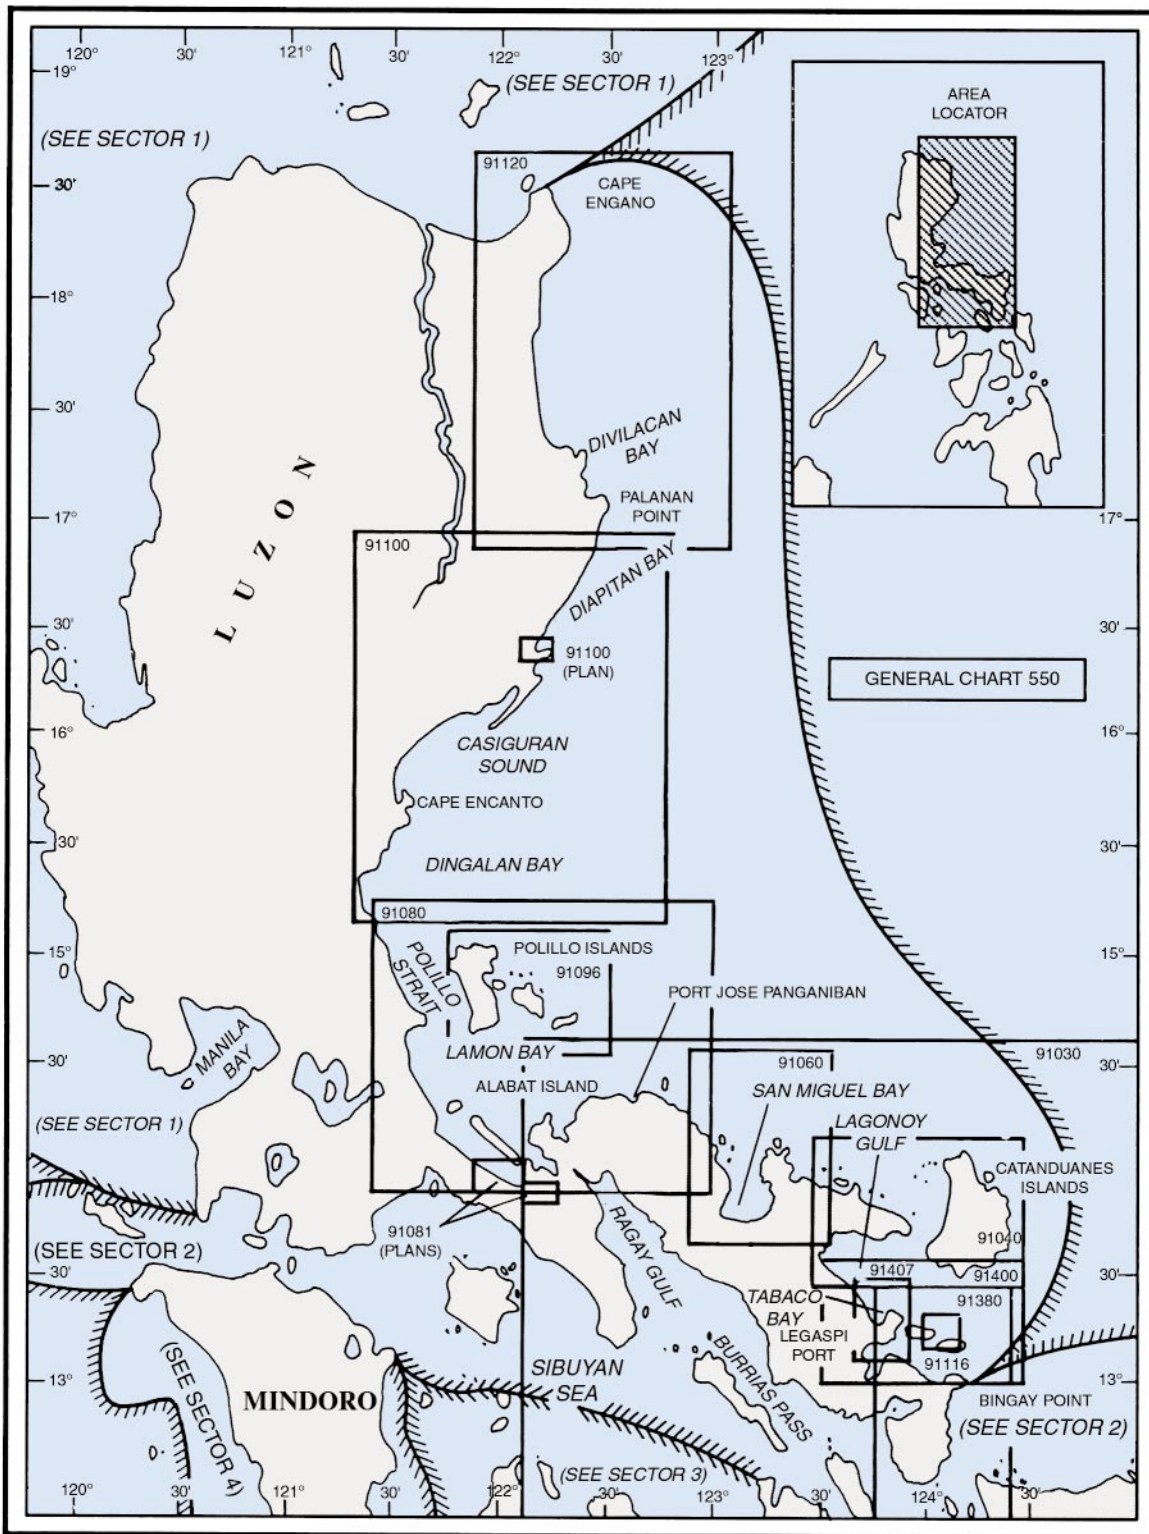 120°
30'
121°
30'
122°
30'
123°
19°
(SEE SECTOR 1)
(SEE SECTOR 1)
AREA
LOCATOR
91120
30'
CAPE
ENGANO
18°
30'
DIVILACAN
BAY
LUZON
PALANAN
POINT
17°
17°
91100
DIAPITAN BAY
30'
30'
91100
(PLAN)
GENERAL CHART 550
16°
16°
CASIGURAN
SOUND
CAPE ENCANTO
30'
30'
DINGALAN BAY
91080
POLILLO
STRAIT
POLILLO ISLANDS
91096
15°
15°
PORT JOSE PANGANIBAN
MANILA
BAY
LAMON BAY
30'
91060
91030
30'
ALABAT ISLAND
SAN MIGUEL BAY
(SEE SECTOR 1)
LAGONOY
GULF
CATANDUANES
ISLANDS
91081
(PLANS)
RAGAY GULF
91040
(SEE SECTOR 2)
30'
91407
91400
30'
TABACO
BAY
91380
LEGASPI
PORT
91116
SIBUYAN
SEA
BURRIAS PASS
13°
13°
(SEE SECTOR 4)
MINDORO
BINGAY POINT
(SEE SECTOR 2)
(SEE SECTOR 3)
120°
30'
121°
30'
122°
30'
123°
30'
124°
30'